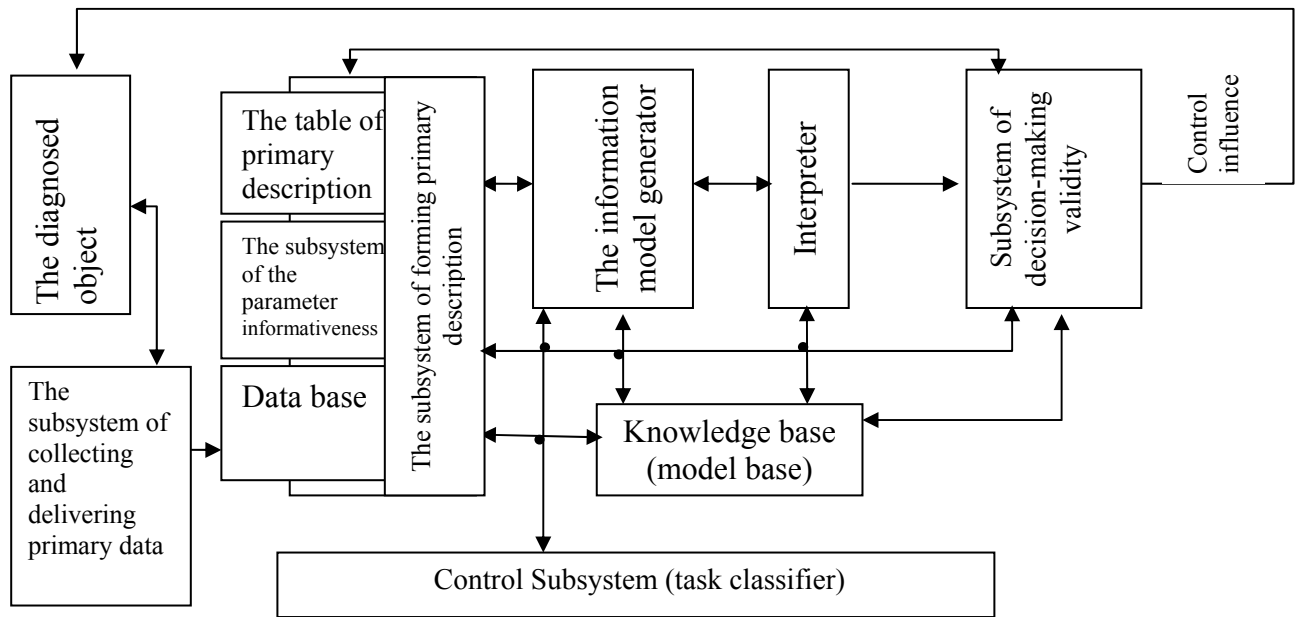 The diagnosed
object
The table of
primary
description
The subsystem
of the
parameter
informativeness
Data base
The subsystem of forming primary
description
The information
model generator
Interpreter
Subsystem of
decision-making
validity
Control
influence
The
subsystem of
collecting
and
delivering
primary data
Knowledge base
(model base)
Control Subsystem (task classifier)